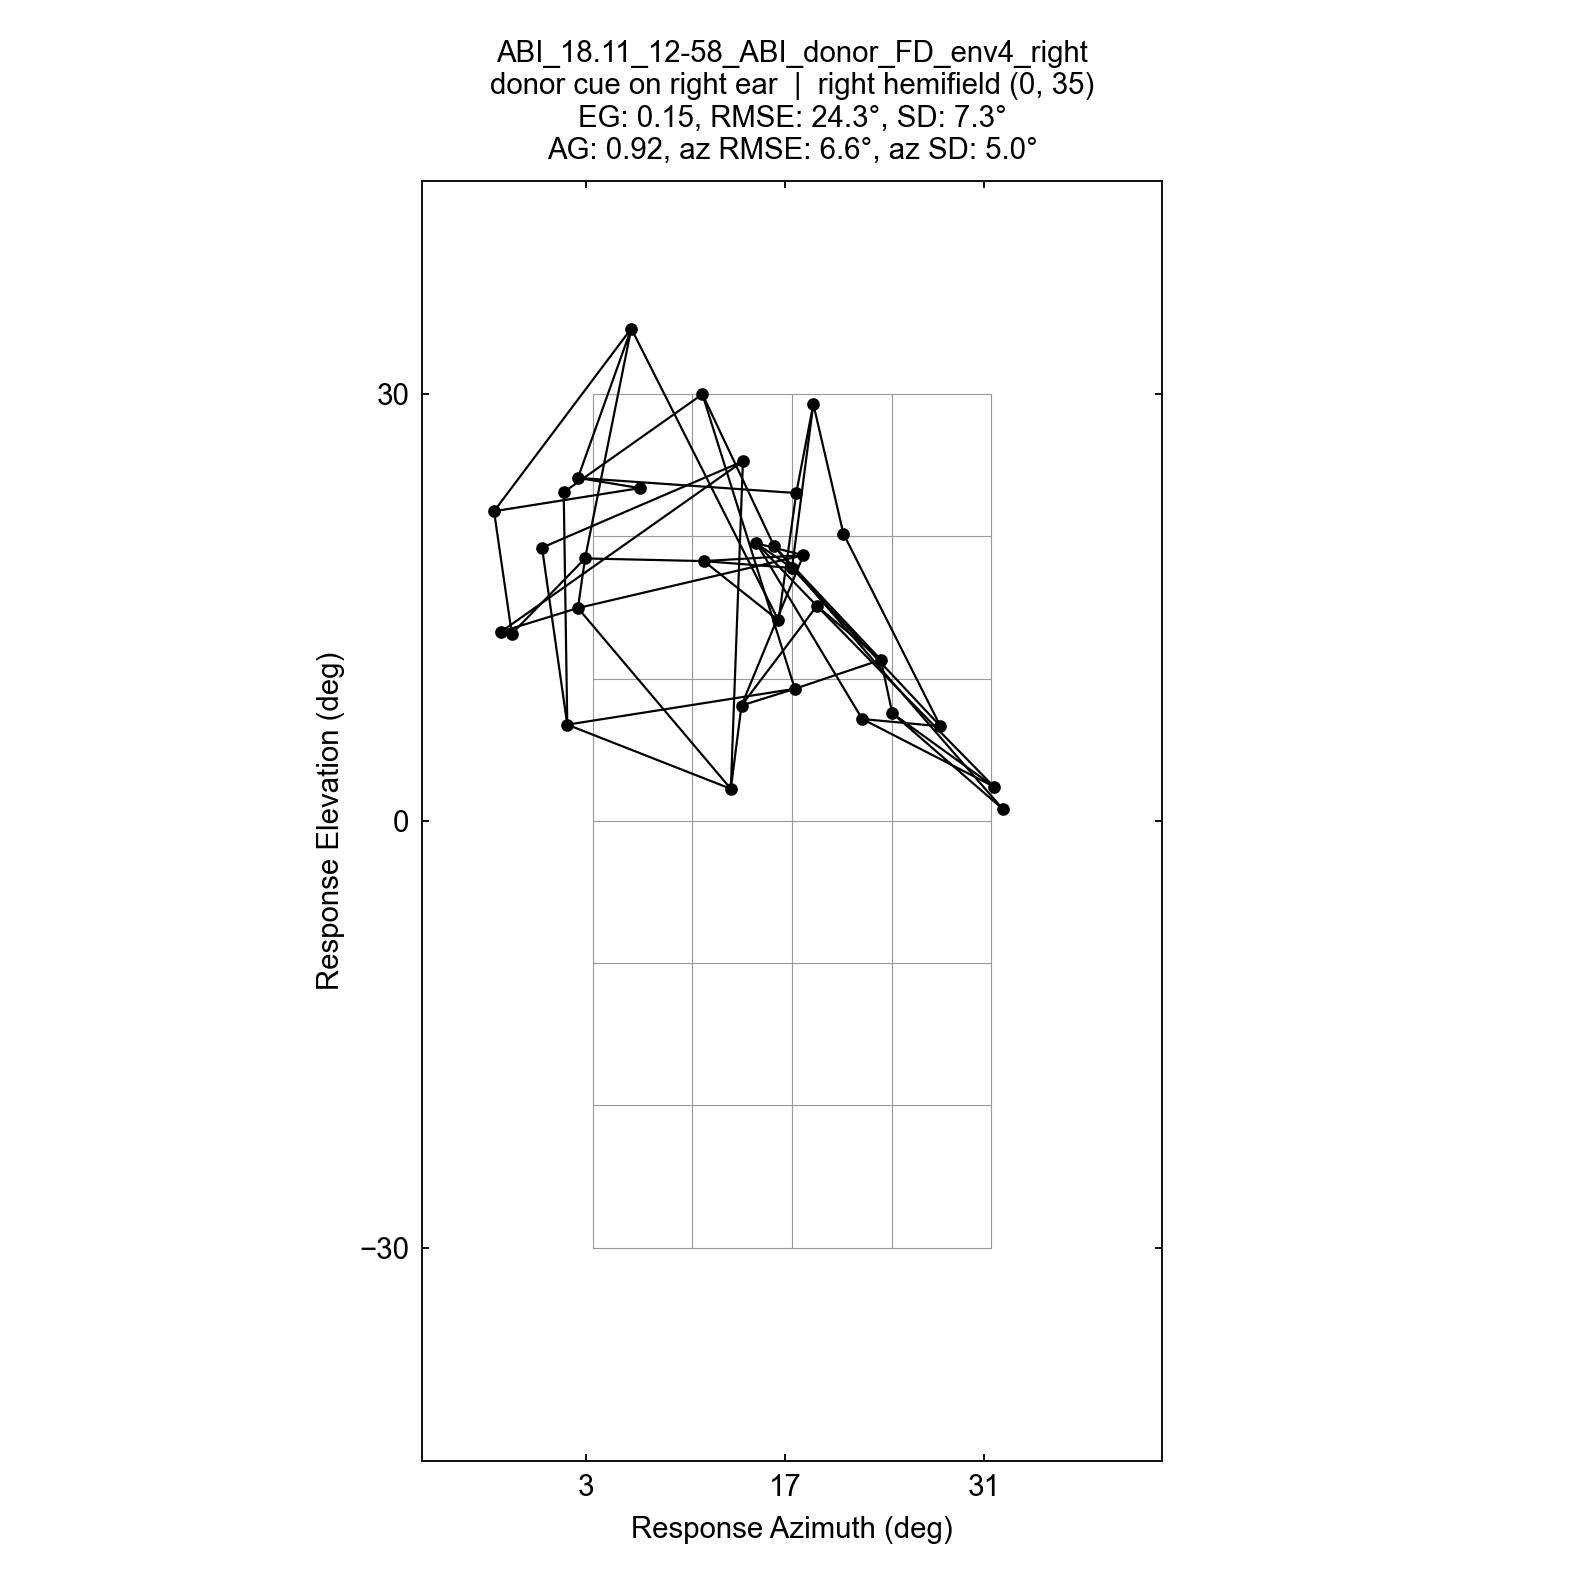 ABI_18.11_12-58_ABI_donor_FD_env4_right
donor cue on right ear | right hemifield (0, 35)
EG: 0.15, RMSE: 24.3°, SD: 7.3°
AG: 0.92, az RMSE: 6.6°, az SD: 5.0°
30
0
−30
Response Elevation (deg)
3 17 31
Response Azimuth (deg)